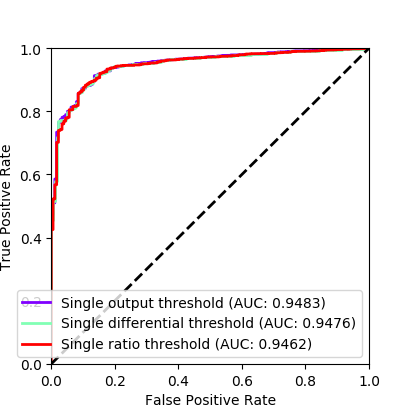 1.0
0.8
0.6
0.4
0.2
0.0
True Positive Rate
Single output threshold (AUC: 0.9483)
Single differential threshold (AUC: 0.9476)
Single ratio threshold (AUC: 0.9462)
0.0 0.2 0.4 0.6 0.8 1.0
False Positive Rate